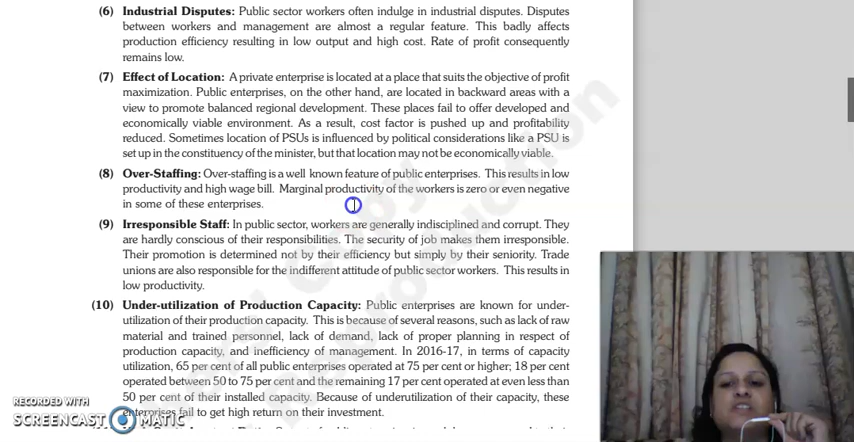 (6) Industrial Disputes: Public sector workers often indulge in industrial disputes. Disputes
between workers and management are almost a regular feature. This badly affects
production efficiency resulting in low output and high cost. Rate of profit consequently
remains low.
(7) Effect of Location: A private enterprise is located at a place that suits the objective of profit
maximization. Public enterprises, on the other hand, are located in backward areas with a
view to promote balanced regional development. These places fail to offer developed and
economically viable environment. As a result, cost factor is pushed up and profitability
reduced. Sometimes location of PSUs is influenced by political considerations like a PSU is
set up in the constituency of the minister, but that location may not be economically viable.
(8) Over-Staffing: Over-staffing is a well known feature of public enterprises. This results in low
productivity and high wage bill. Marginal productivity of the workers is zero or even negative
in some of these enterprises.
(9) Irresponsible Staff: In public sector, workers are generally indisciplined and corrupt. They
are hardly conscious of their responsibilities. The security of job makes them irresponsible.
Their promotion is determined not by their efficiency but simply by their seniority. Trade
unions are also responsible for the indifferent attitude of public sector workers. This results in
low productivity.
(10) Under-utilization of Production Capacity: Public enterprises are known for under-
utilization of their production capacity. This is because of several reasons, such as lack of raw
material and trained personnel, lack of demand, lack of proper planning in respect of
production capacity, and inefficiency of management. In 2016-17, in terms of capacity
utilization, 65 per cent of all public enterprises operated at 75 per cent or higher; 18 per cent
operated between 50 to 75 per cent and the remaining 17 per cent operated at even less than
50 per cent of their installed capacity. Because of underutilization of their capacity, these
enterprises fail to get high return on their investment.
RECORDED WITH
SCREENCAST MATIC